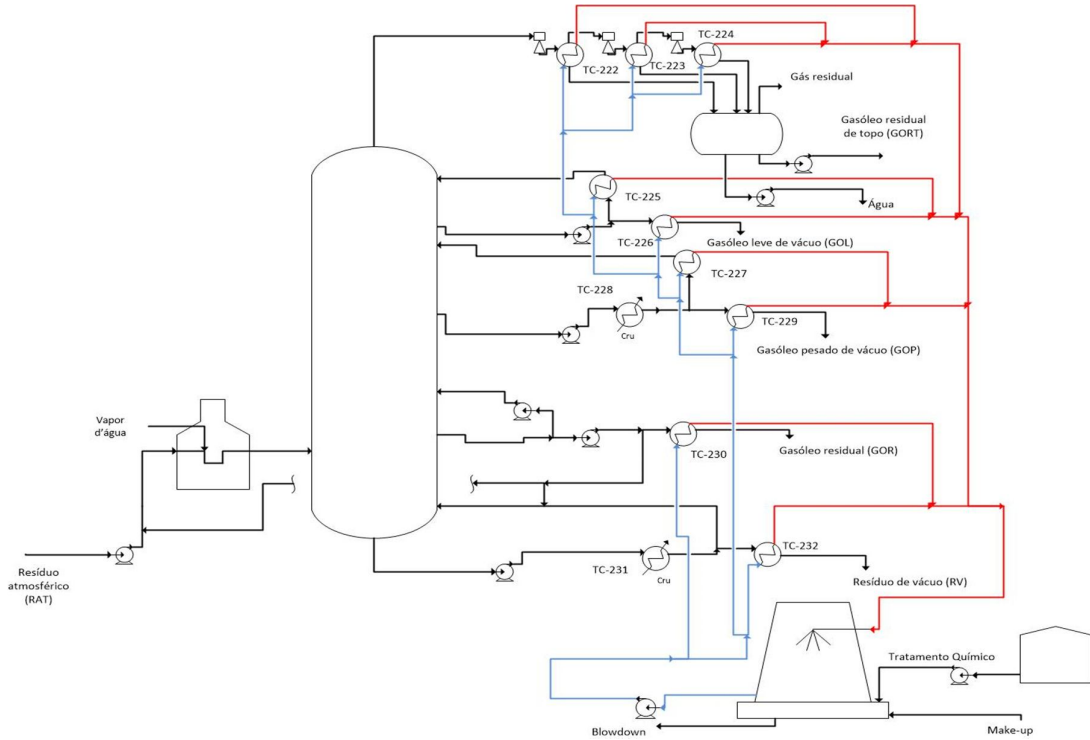 TC-224
TC-222
TC-223
Gás residual
Gasóleo residual
de topo (GORT)
TC-225
Água
TC-226
Gasóleo leve de vácuo (GOL)
TC-227
TC-228
Cru
TC-229
Gasóleo pesado de vácuo (GOP)
Vapor
d'água
TC-230
Gasóleo residual (GOR)
TC-232
TC-231
Cru
Resíduo
atmosférico
(RAT)
Resíduo de vácuo (RV)
Tratamento Químico
Blowdown
Make-up